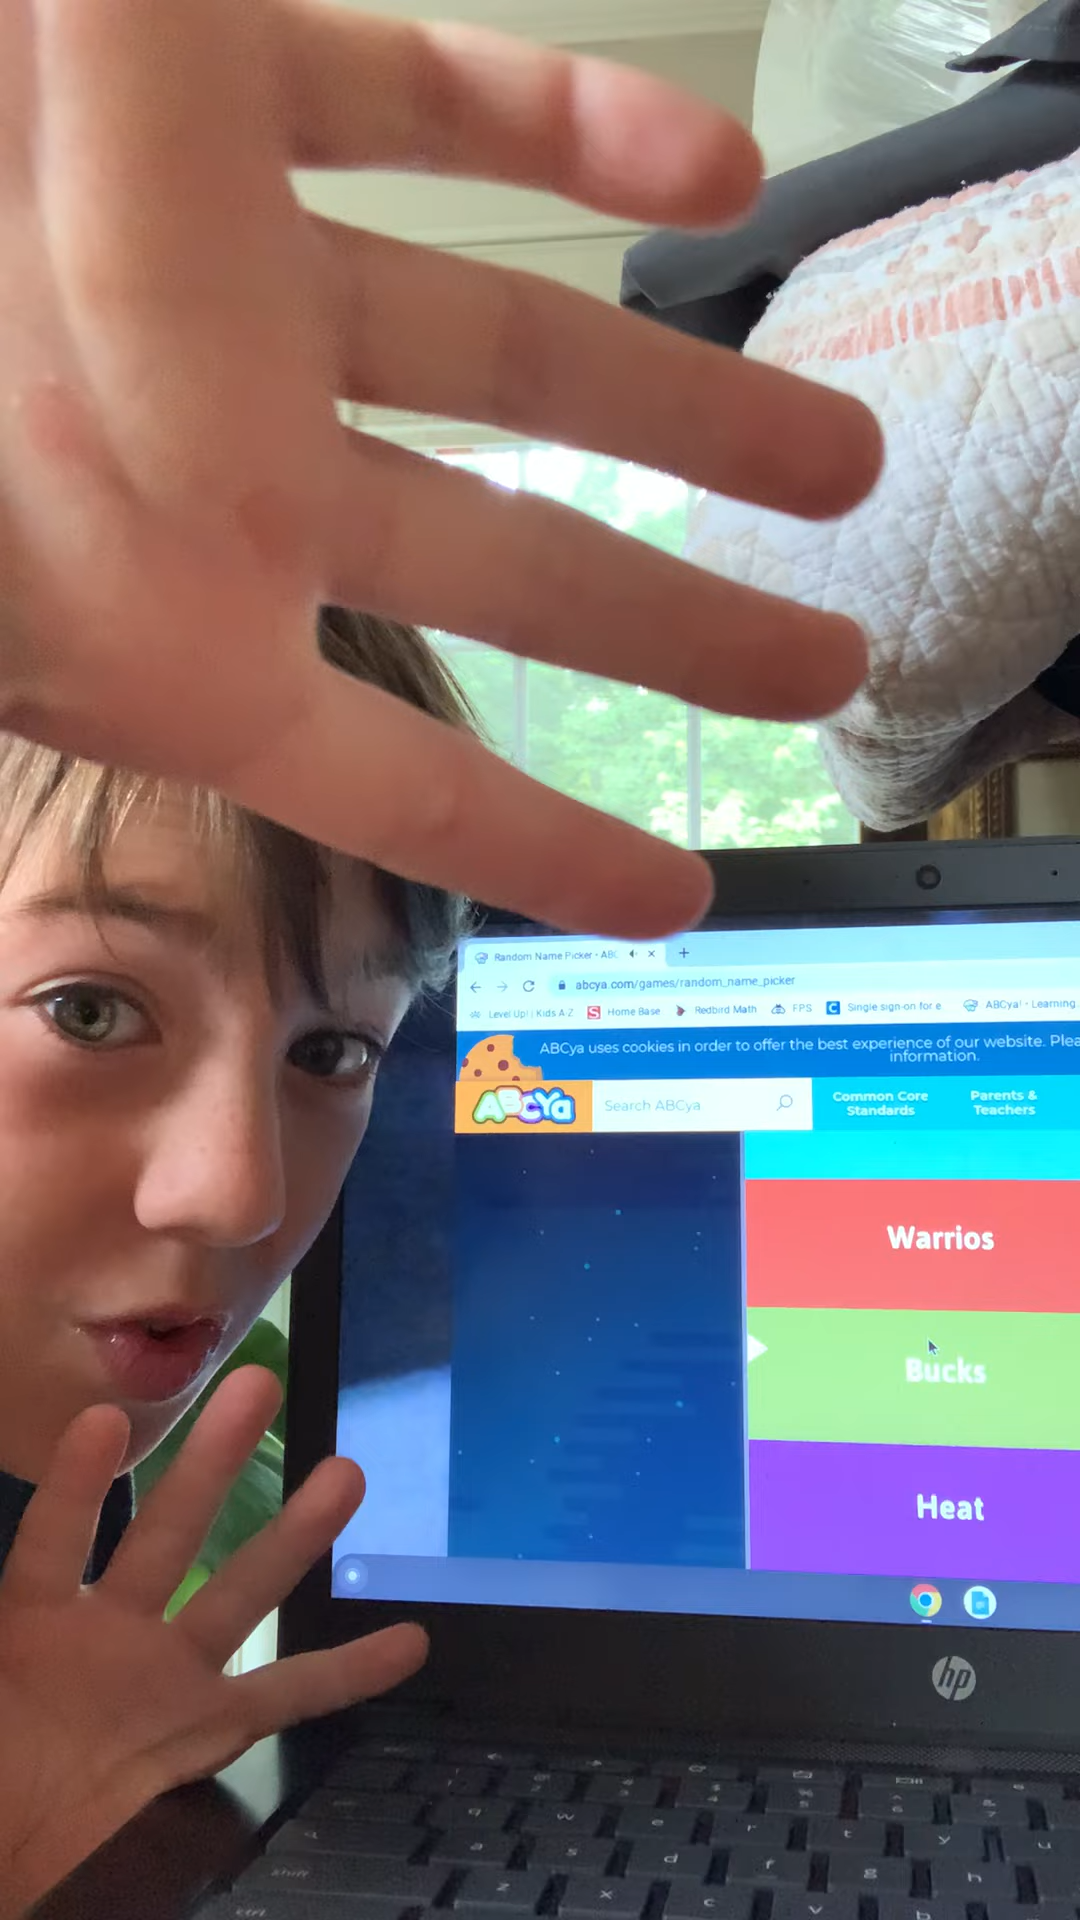 Random Name Picker - ABC
abcya.com/games/random_name_picker
Level Up! | Kids A-Z
Home Base
Redbird Math
FPS
Single sign-on for e
ABCya! - Learning
ABCya uses cookies in order to offer the best experience of our website. Plea
information.
ABCYa
Search ABCya
Common Core
Standards
Parents &
Teachers
Warrios
Bucks
Heat
hp
q w e r t y u
a s d f g h
shift z x c v b
ctrl